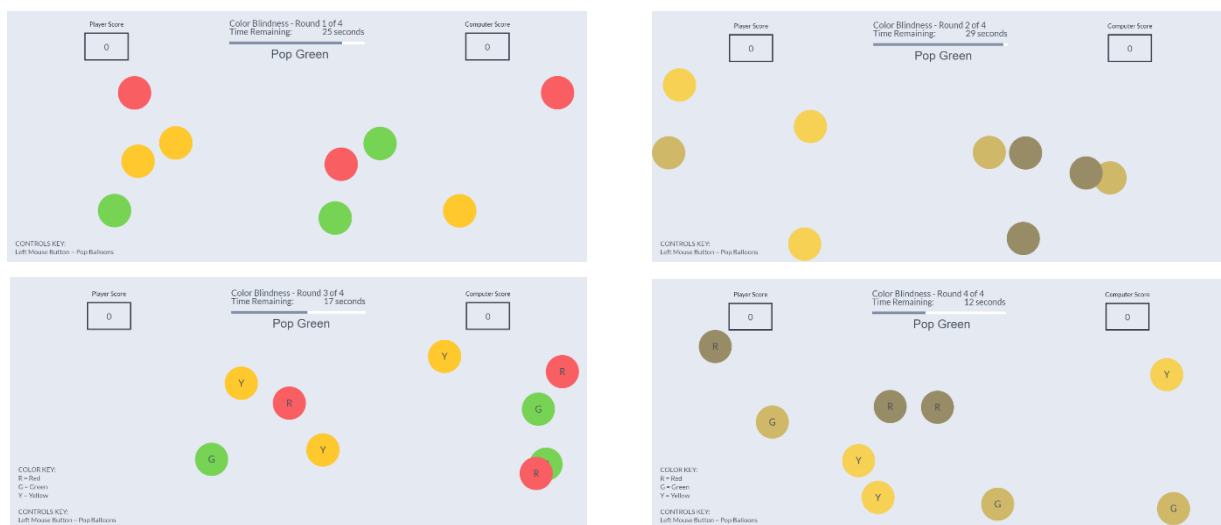 Player Score
0
Color Blindness - Round 1 of 4
Time Remaining: 25 seconds
Pop Green
Computer Score
0
CONTROLS KEY:
Left Mouse Button – Pop Balloons
Player Score
0
Color Blindness - Round 2 of 4
Time Remaining: 29 seconds
Pop Green
Computer Score
0
CONTROLS KEY:
Left Mouse Button – Pop Balloons
Player Score
0
Color Blindness - Round 3 of 4
Time Remaining: 17 seconds
Pop Green
Computer Score
0
Y
R
Y
R
G
Y
G
R
COLOR KEY:
R = Red
G = Green
Y = Yellow
CONTROLS KEY:
Left Mouse Button – Pop Balloons
Player Score
0
Color Blindness - Round 4 of 4
Time Remaining: 12 seconds
Pop Green
Computer Score
0
R
Y
R
R
G
Y
Y
G
G
COLOR KEY:
R = Red
G = Green
Y = Yellow
CONTROLS KEY:
Left Mouse Button – Pop Balloons